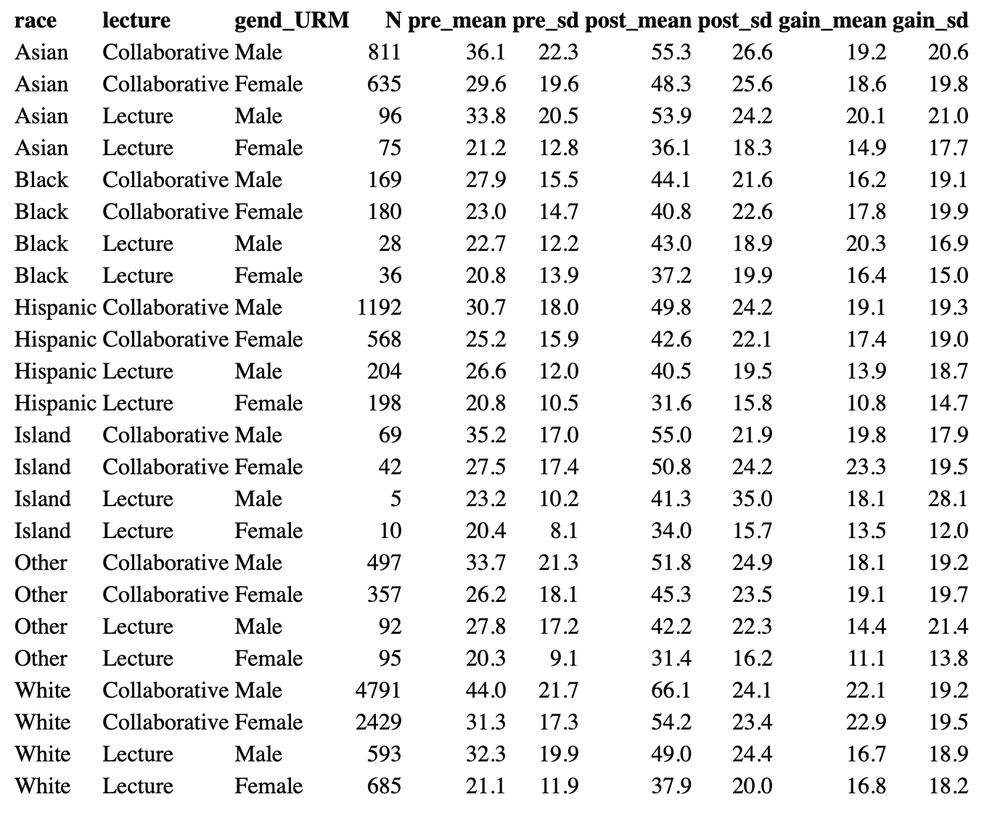 race lecture gend_URM N pre_mean pre_sd post_mean post_sd gain_mean gain_sd
Asian Collaborative Male 811 36.1 22.3 55.3 26.6 19.2 20.6
Asian Collaborative Female 635 29.6 19.6 48.3 25.6 18.6 19.8
Asian Lecture Male 96 33.8 20.5 53.9 24.2 20.1 21.0
Asian Lecture Female 75 21.2 12.8 36.1 18.3 14.9 17.7
Black Collaborative Male 169 27.9 15.5 44.1 21.6 16.2 19.1
Black Collaborative Female 180 23.0 14.7 40.8 22.6 17.8 19.9
Black Lecture Male 28 22.7 12.2 43.0 18.9 20.3 16.9
Black Lecture Female 36 20.8 13.9 37.2 19.9 16.4 15.0
Hispanic Collaborative Male 1192 30.7 18.0 49.8 24.2 19.1 19.3
Hispanic Collaborative Female 568 25.2 15.9 42.6 22.1 17.4 19.0
Hispanic Lecture Male 204 26.6 12.0 40.5 19.5 13.9 18.7
Hispanic Lecture Female 198 20.8 10.5 31.6 15.8 10.8 14.7
Island Collaborative Male 69 35.2 17.0 55.0 21.9 19.8 17.9
Island Collaborative Female 42 27.5 17.4 50.8 24.2 23.3 19.5
Island Lecture Male 5 23.2 10.2 41.3 35.0 18.1 28.1
Island Lecture Female 10 20.4 8.1 34.0 15.7 13.5 12.0
Other Collaborative Male 497 33.7 21.3 51.8 24.9 18.1 19.2
Other Collaborative Female 357 26.2 18.1 45.3 23.5 19.1 19.7
Other Lecture Male 92 27.8 17.2 42.2 22.3 14.4 21.4
Other Lecture Female 95 20.3 9.1 31.4 16.2 11.1 13.8
White Collaborative Male 4791 44.0 21.7 66.1 24.1 22.1 19.2
White Collaborative Female 2429 31.3 17.3 54.2 23.4 22.9 19.5
White Lecture Male 593 32.3 19.9 49.0 24.4 16.7 18.9
White Lecture Female 685 21.1 11.9 37.9 20.0 16.8 18.2